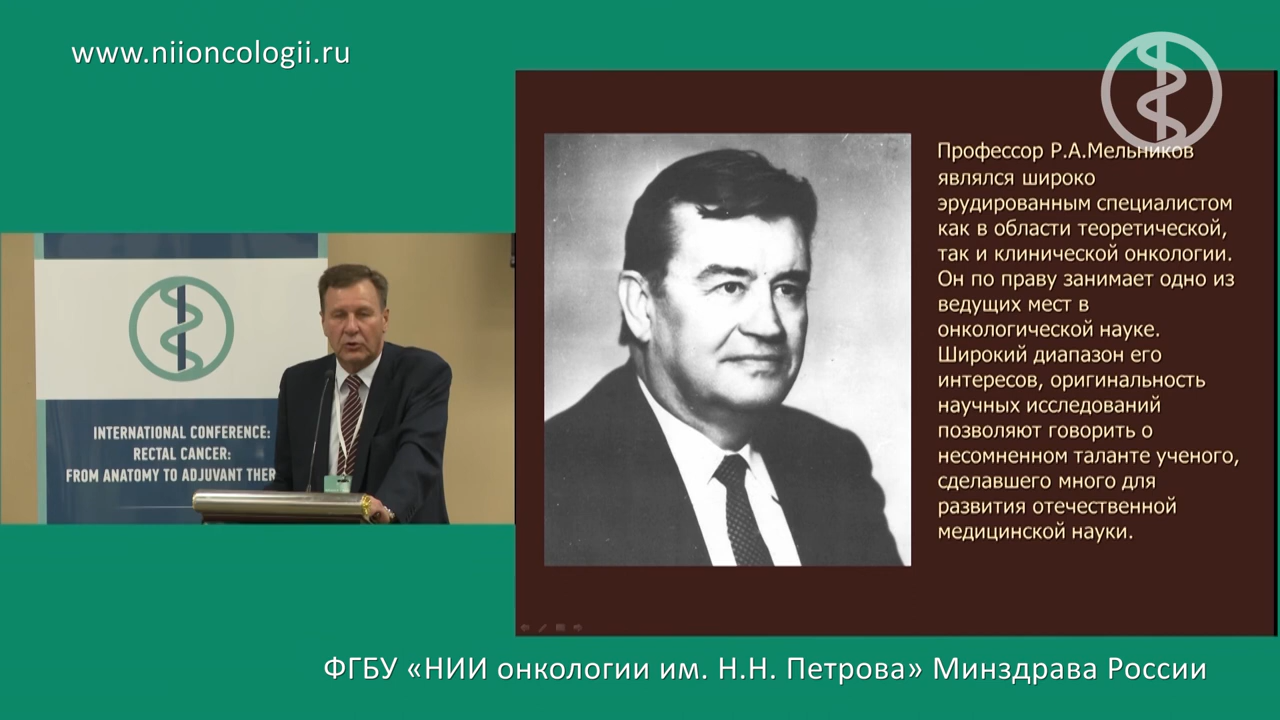 www.niioncologii.ru
INTERNATIONAL CONFERENCE:
RECTAL CANCER:
FROM ANATOMY TO ADJUVANT
Профессор Р.А.Мельников
являлся широко
эрудированным специалистом
как в области теоретической,
так и клинической онкологии.
Он по праву занимает одно из
ведущих мест в
онкологической науке.
Широкий диапазон его
интересов, оригинальность
научных исследований
позволяют говорить о
несомненном таланте ученого,
сделавшего много для
развития отечественной
медицинской науки.
ФГБУ «НИИ онкологии им. Н.Н. Петрова» Минздрава России